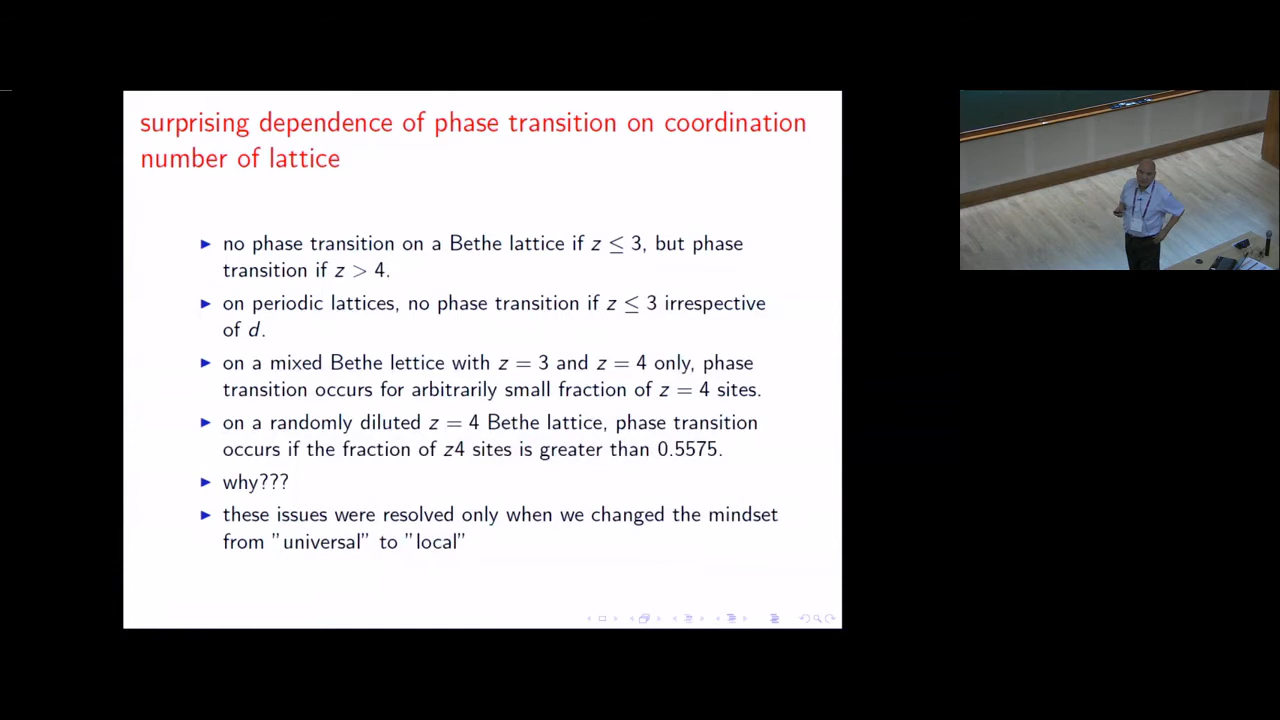 surprising dependence of phase transition on coordination
number of lattice
▶ no phase transition on a Bethe lattice if z ≤ 3, but phase
transition if z > 4.
▶ on periodic lattices, no phase transition if z ≤ 3 irrespective
of d.
▶ on a mixed Bethe lettice with z = 3 and z = 4 only, phase
transition occurs for arbitrarily small fraction of z = 4 sites.
▶ on a randomly diluted z = 4 Bethe lattice, phase transition
occurs if the fraction of z4 sites is greater than 0.5575.
▶ why???
▶ these issues were resolved only when we changed the mindset
from "universal" to "local"